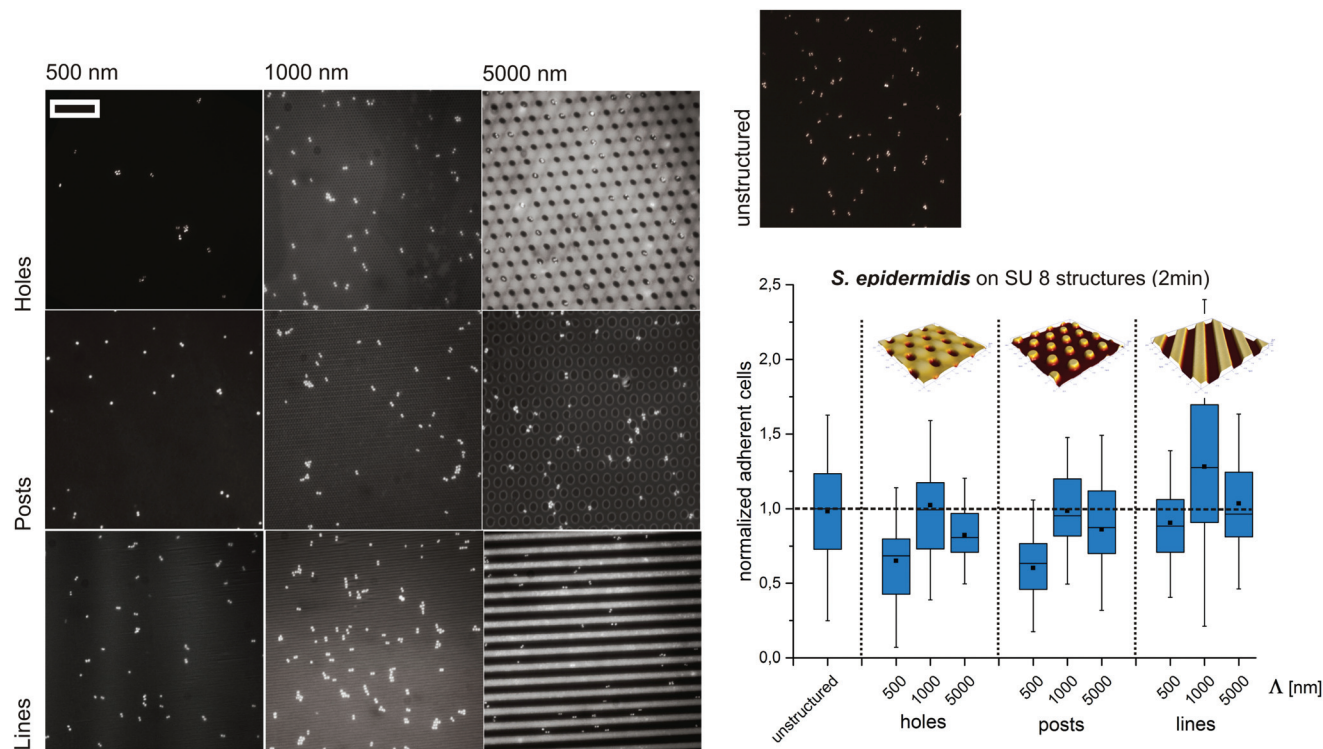 500 nm
1000 nm
5000 nm
Holes
Posts
Lines
unstructured
S. epidermidis on SU 8 structures (2min)
normalized adherent cells
2,5
2,0
1,5
1,0
0,5
0,0
unstructured
500
1000
5000
500
1000
5000
500
1000
5000
Λ [nm]
holes
posts
lines